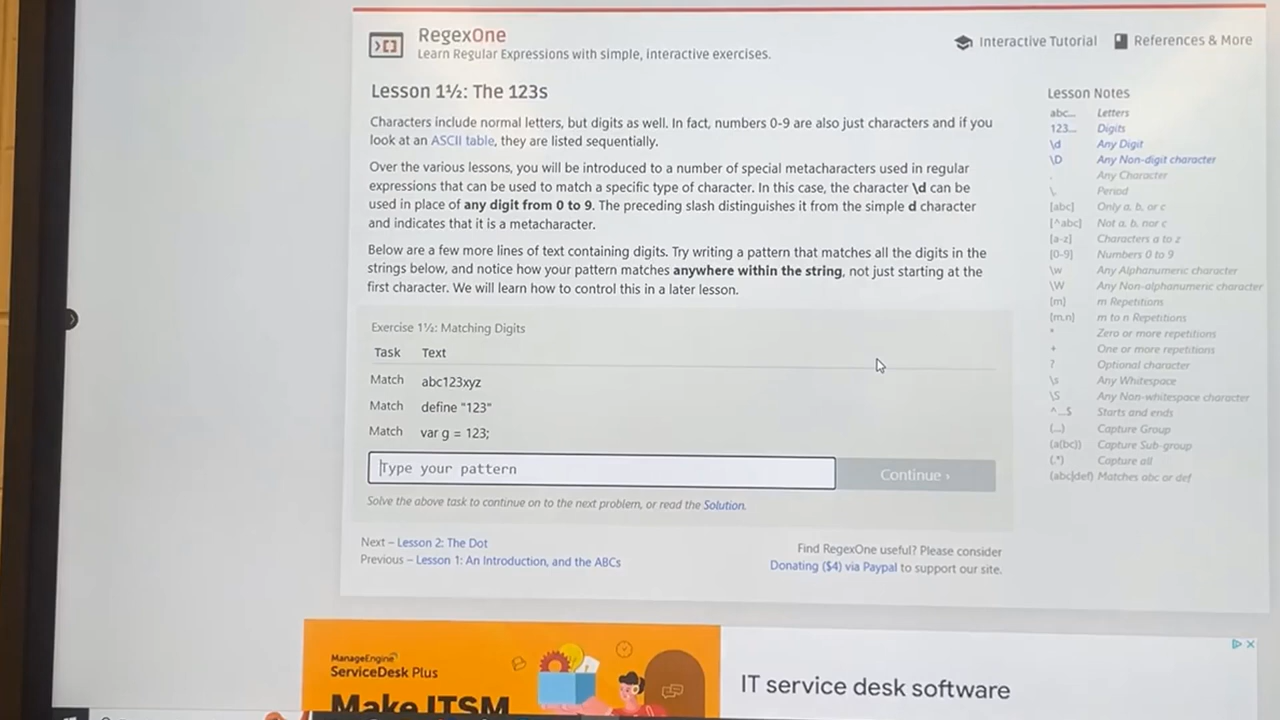 RegexOne
Learn Regular Expressions with simple, interactive exercises.
Interactive Tutorial
References & More
Lesson 1½: The 123s
Characters include normal letters, but digits as well. In fact, numbers 0-9 are also just characters and if you
look at an ASCII table, they are listed sequentially.
Over the various lessons, you will be introduced to a number of special metacharacters used in regular
expressions that can be used to match a specific type of character. In this case, the character \d can be
used in place of any digit from 0 to 9. The preceding slash distinguishes it from the simple d character
and indicates that it is a metacharacter.
Below are a few more lines of text containing digits. Try writing a pattern that matches all the digits in the
strings below, and notice how your pattern matches anywhere within the string, not just starting at the
first character. We will learn how to control this in a later lesson.
Exercise 1½: Matching Digits
Task Text
Match abc123xyz
Match define "123"
Match var g = 123;
Type your pattern
Continue ›
Solve the above task to continue on to the next problem, or read the Solution.
Next – Lesson 2: The Dot
Previous – Lesson 1: An Introduction, and the ABCs
Find RegexOne useful? Please consider
Donating ($4) via Paypal to support our site.
Lesson Notes
abc… Letters
123… Digits
\d Any Digit
\D Any Non-digit character
. Any Character
\. Period
[abc] Only a, b, or c
[^abc] Not a, b, nor c
[a-z] Characters a to z
[0-9] Numbers 0 to 9
\w Any Alphanumeric character
\W Any Non-alphanumeric character
{m} m Repetitions
{m,n} m to n Repetitions
* Zero or more repetitions
+ One or more repetitions
? Optional character
\s Any Whitespace
\S Any Non-whitespace character
^…$ Starts and ends
(…) Capture Group
(a(bc)) Capture Sub-group
(.*) Capture all
(abc|def) Matches abc or def
ManageEngine
ServiceDesk Plus
Make ITSM
IT service desk software